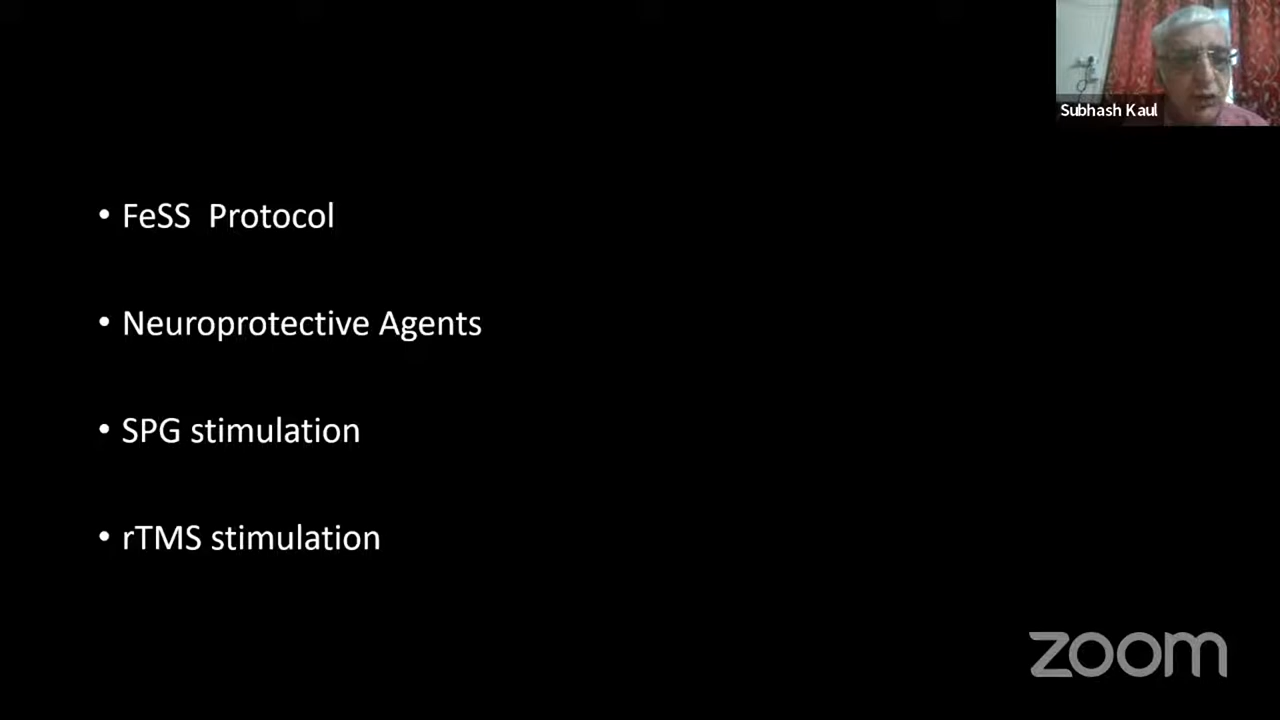 Subhash Kaul
• FeSS Protocol
• Neuroprotective Agents
• SPG stimulation
• rTMS stimulation
zoom